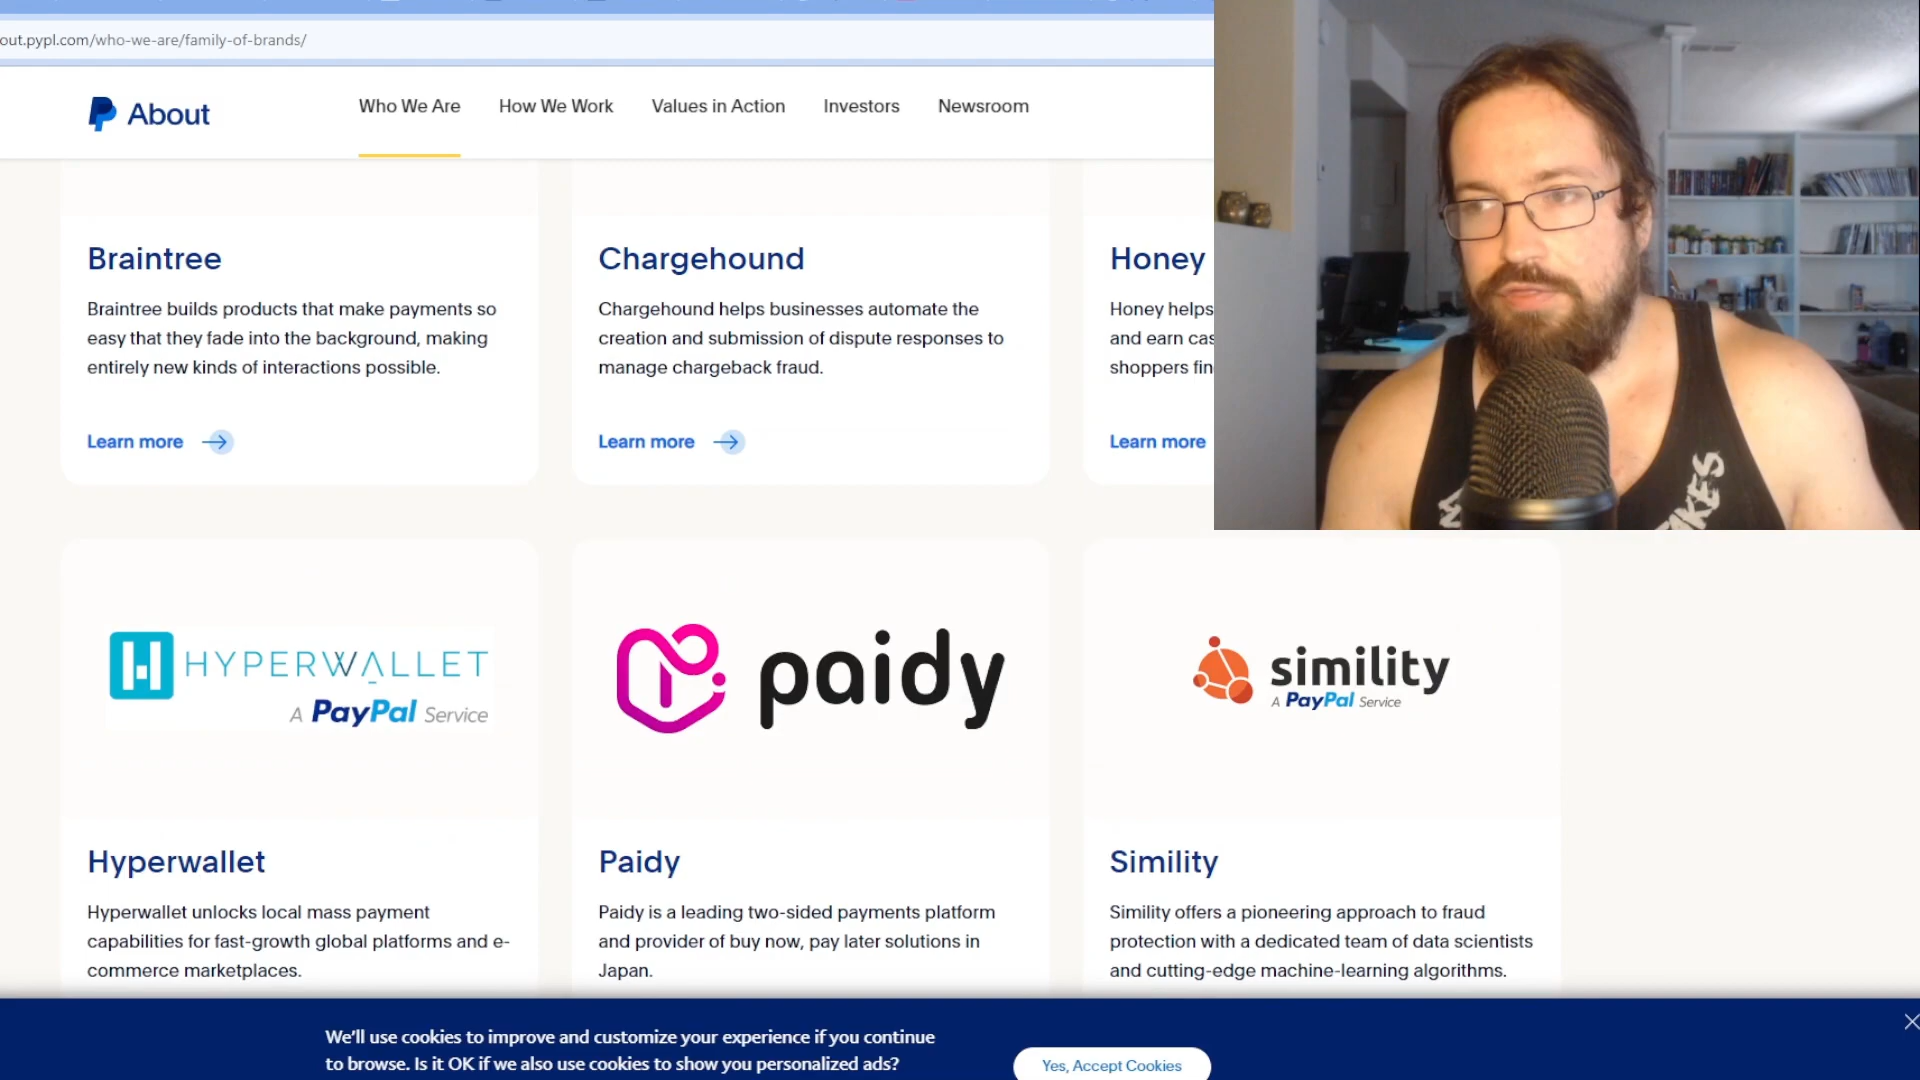 out.pypl.com/who-we-are/family-of-brands/
About
Who We Are
How We Work
Values in Action
Investors
Newsroom
Braintree
Braintree builds products that make payments so
easy that they fade into the background, making
entirely new kinds of interactions possible.
Learn more
Chargehound
Chargehound helps businesses automate the
creation and submission of dispute responses to
manage chargeback fraud.
Learn more
Honey
Honey helps
and earn cas
shoppers fin
Learn more
HYPERWALLET
A PayPal Service
paidy
simility
A PayPal Service
Hyperwallet
Hyperwallet unlocks local mass payment
capabilities for fast-growth global platforms and e-
commerce marketplaces.
Paidy
Paidy is a leading two-sided payments platform
and provider of buy now, pay later solutions in
Japan.
Simility
Simility offers a pioneering approach to fraud
protection with a dedicated team of data scientists
and cutting-edge machine-learning algorithms.
We'll use cookies to improve and customize your experience if you continue
to browse. Is it OK if we also use cookies to show you personalized ads?
Yes, Accept Cookies